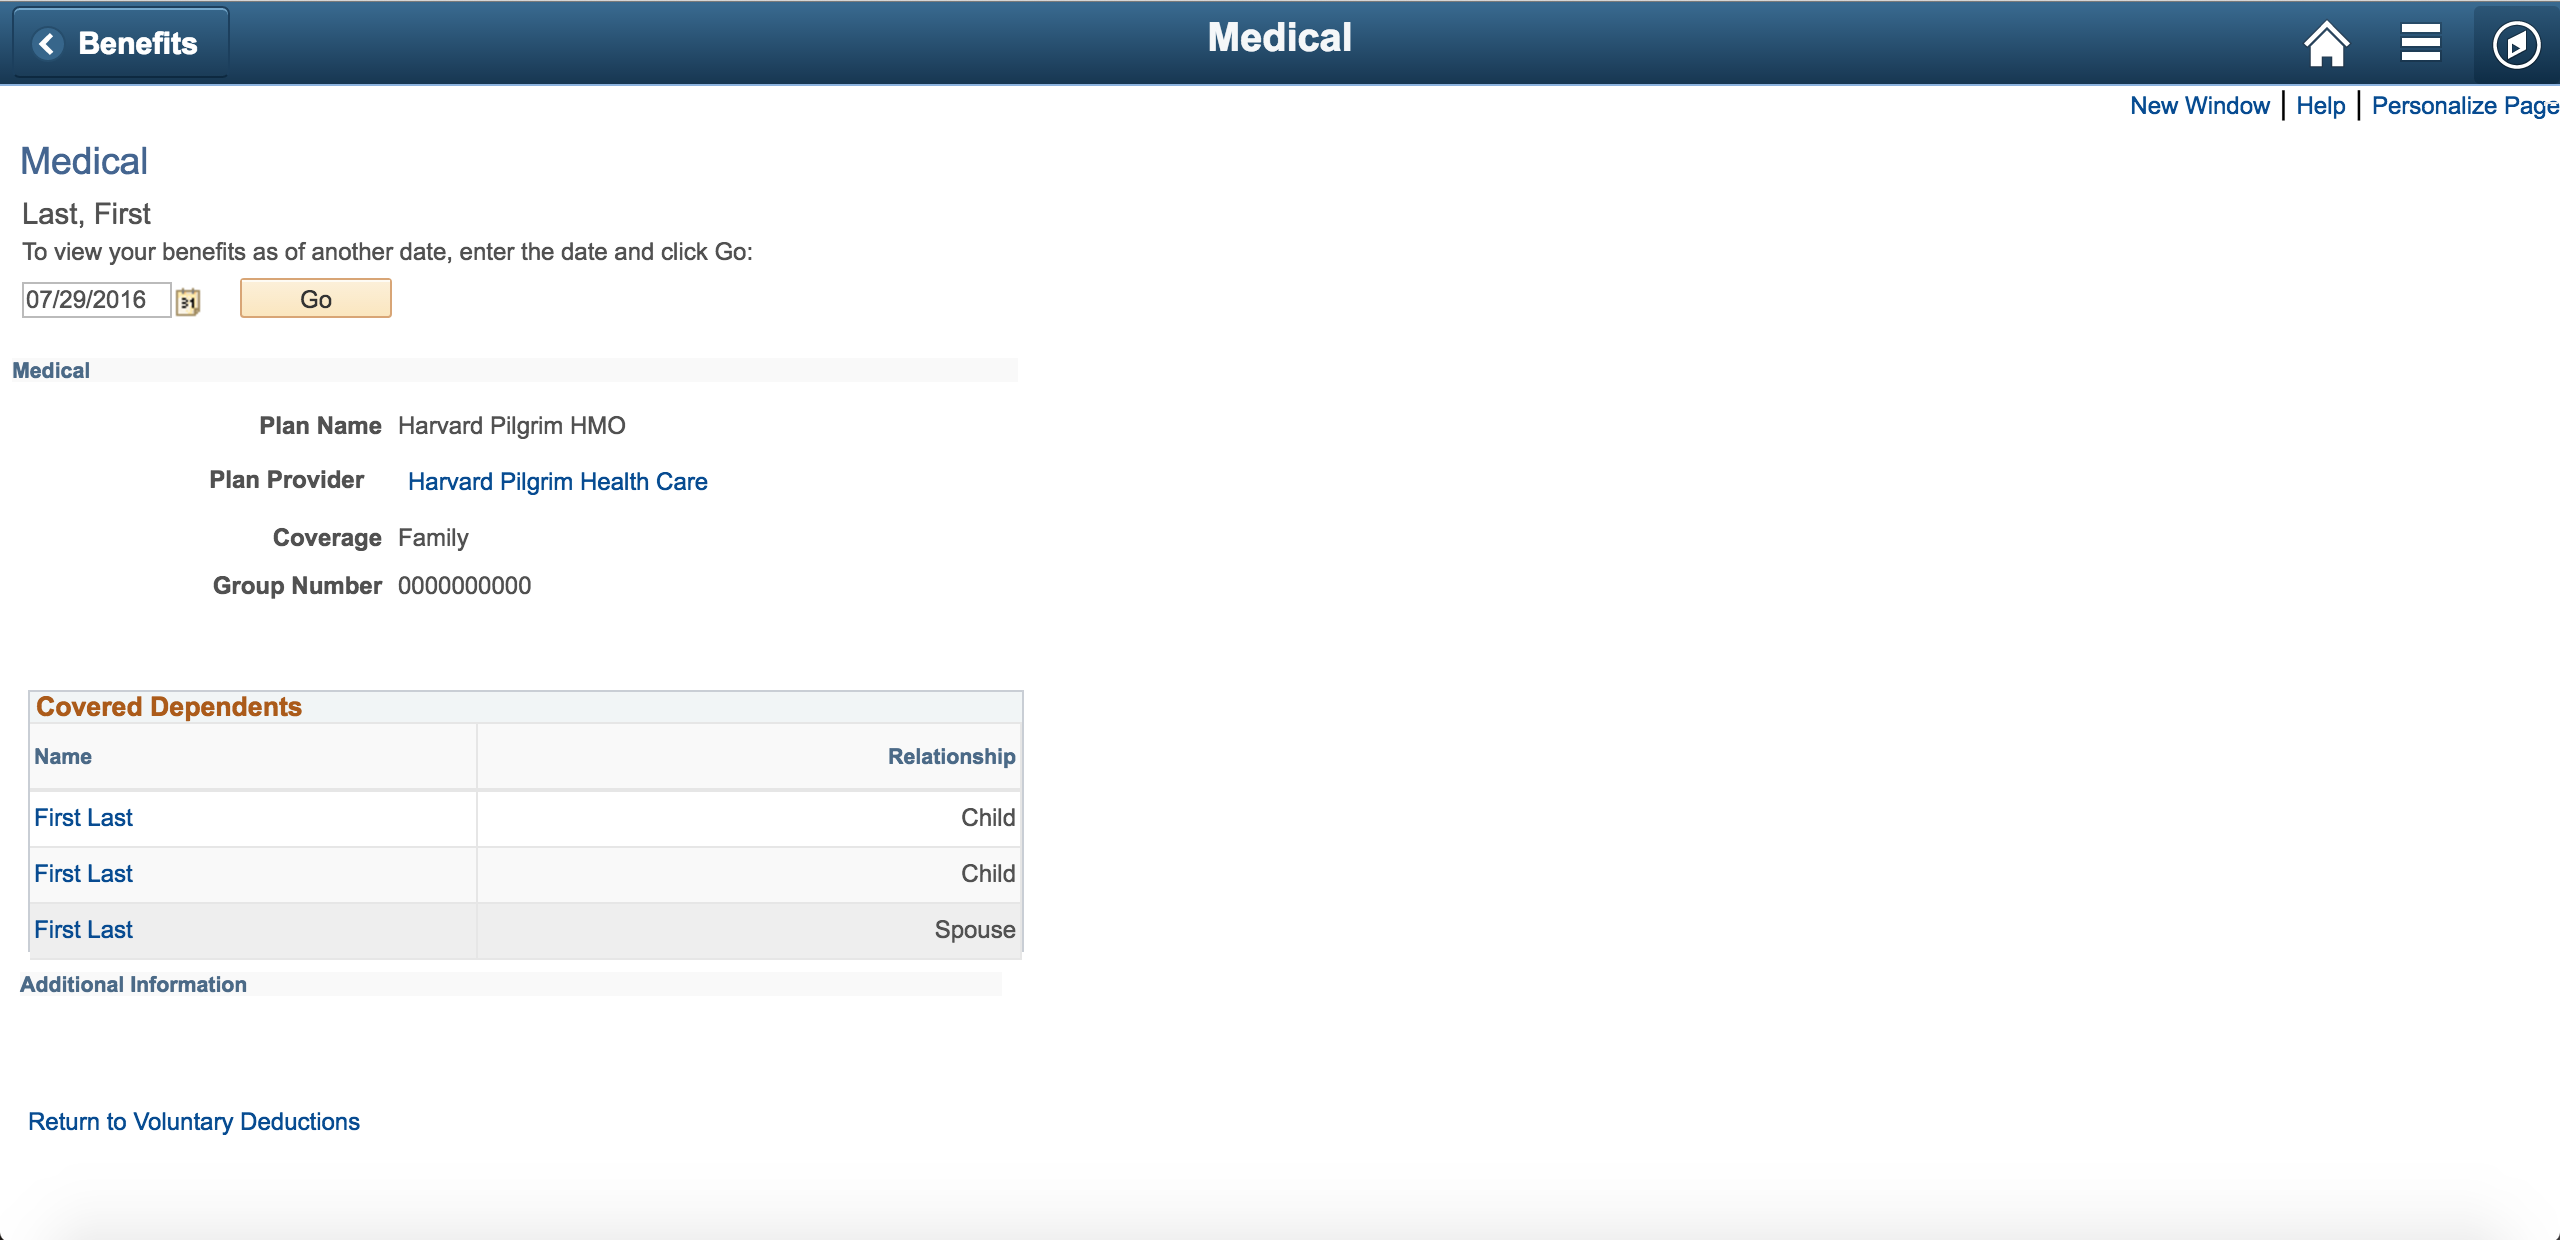 Benefits
Medical
New Window | Help | Personalize Page
Medical
Last, First
To view your benefits as of another date, enter the date and click Go:
07/29/2016 31 Go
Medical
Plan Name Harvard Pilgrim HMO
Plan Provider Harvard Pilgrim Health Care
Coverage Family
Group Number 0000000000
Covered Dependents
Name Relationship
First Last Child
First Last Child
First Last Spouse
Additional Information
Return to Voluntary Deductions